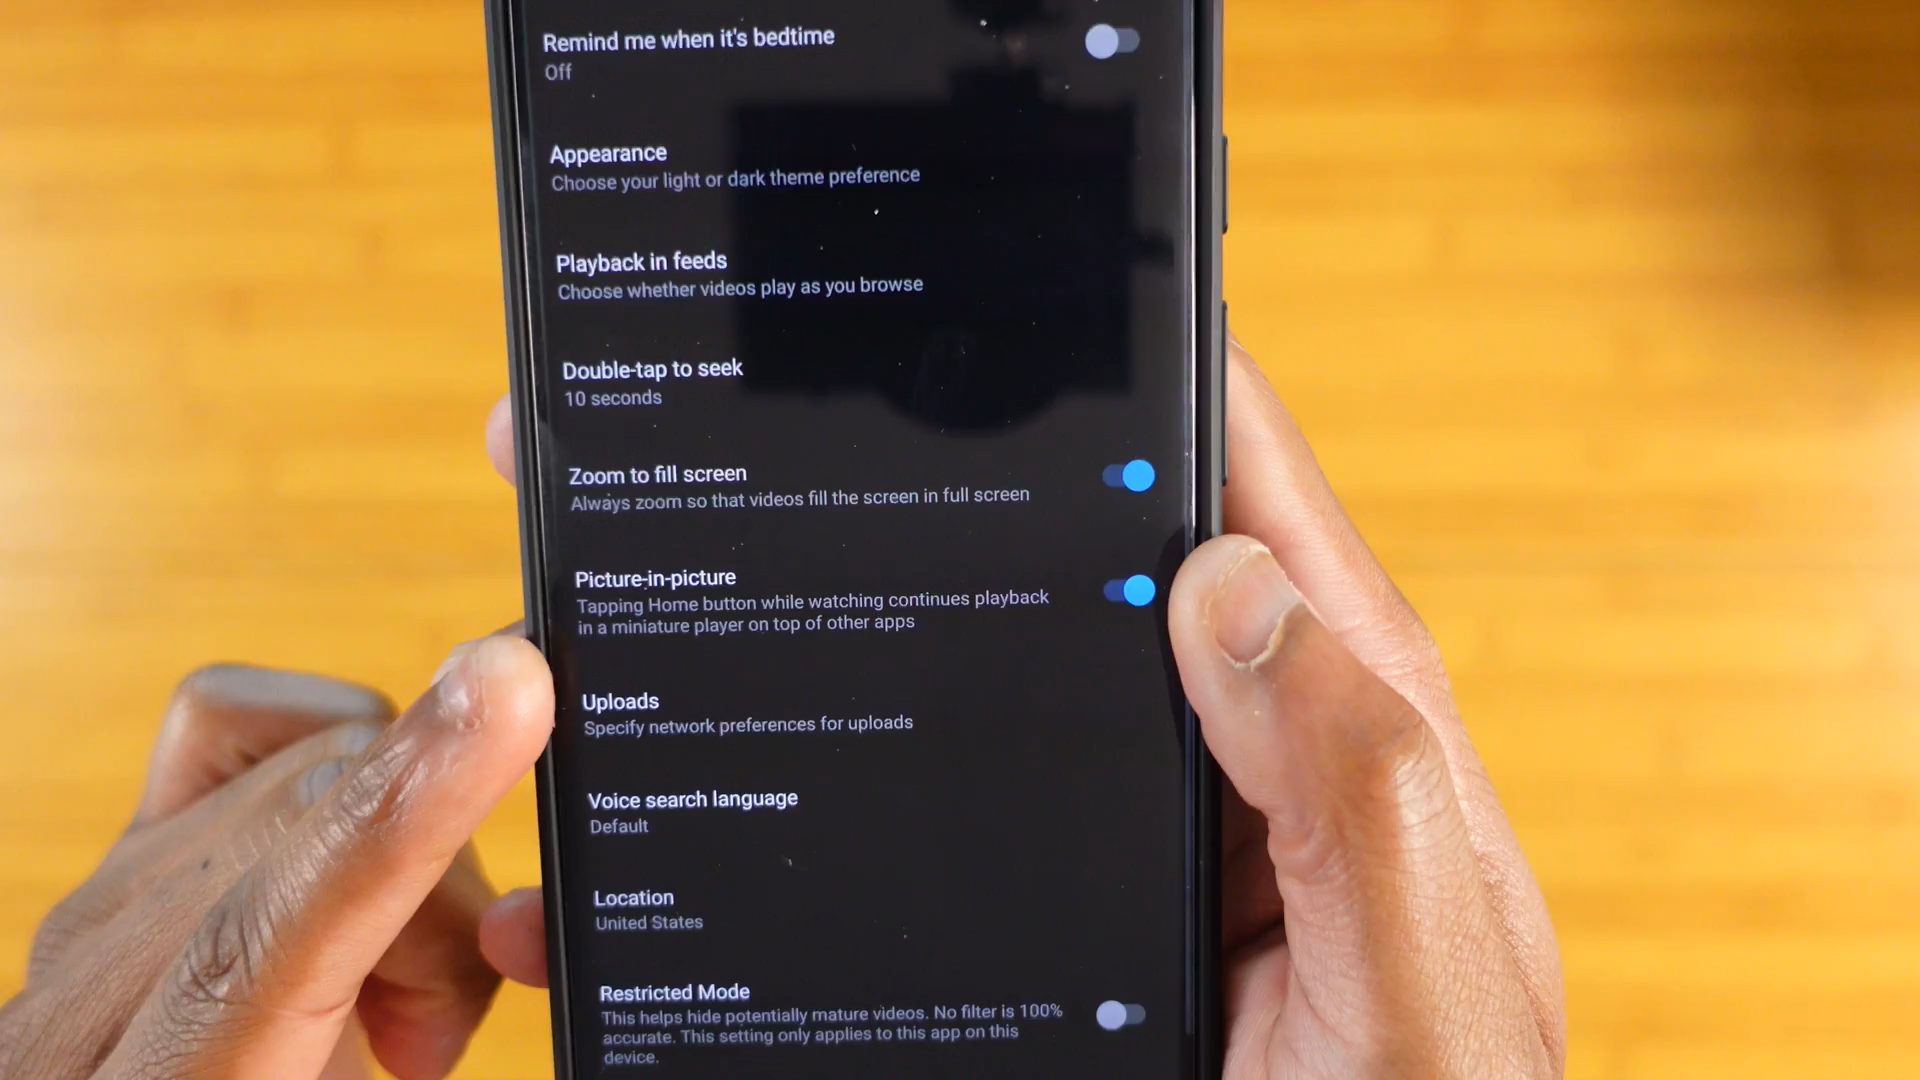 Remind me when it's bedtime
Off
Appearance
Choose your light or dark theme preference
Playback in feeds
Choose whether videos play as you browse
Double-tap to seek
10 seconds
Zoom to fill screen
Always zoom so that videos fill the screen in full screen
Picture-in-picture
Tapping Home button while watching continues playback
in a miniature player on top of other apps
Uploads
Specify network preferences for uploads
Voice search language
Default
Location
United States
Restricted Mode
This helps hide potentially mature videos. No filter is 100%
accurate. This setting only applies to this app on this
device.